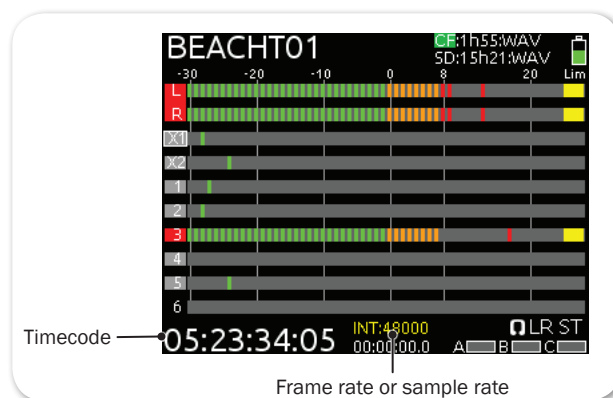 BEACHT01
CF:1h55:WAV
SD:15h21:WAV
-30 -20 -10 0 8 20 Lim
L
R
X1
X2
1
2
3
4
5
6
Timecode
05:23:34:05
INT:48000
00:00:00.0
LR ST
A B C
Frame rate or sample rate